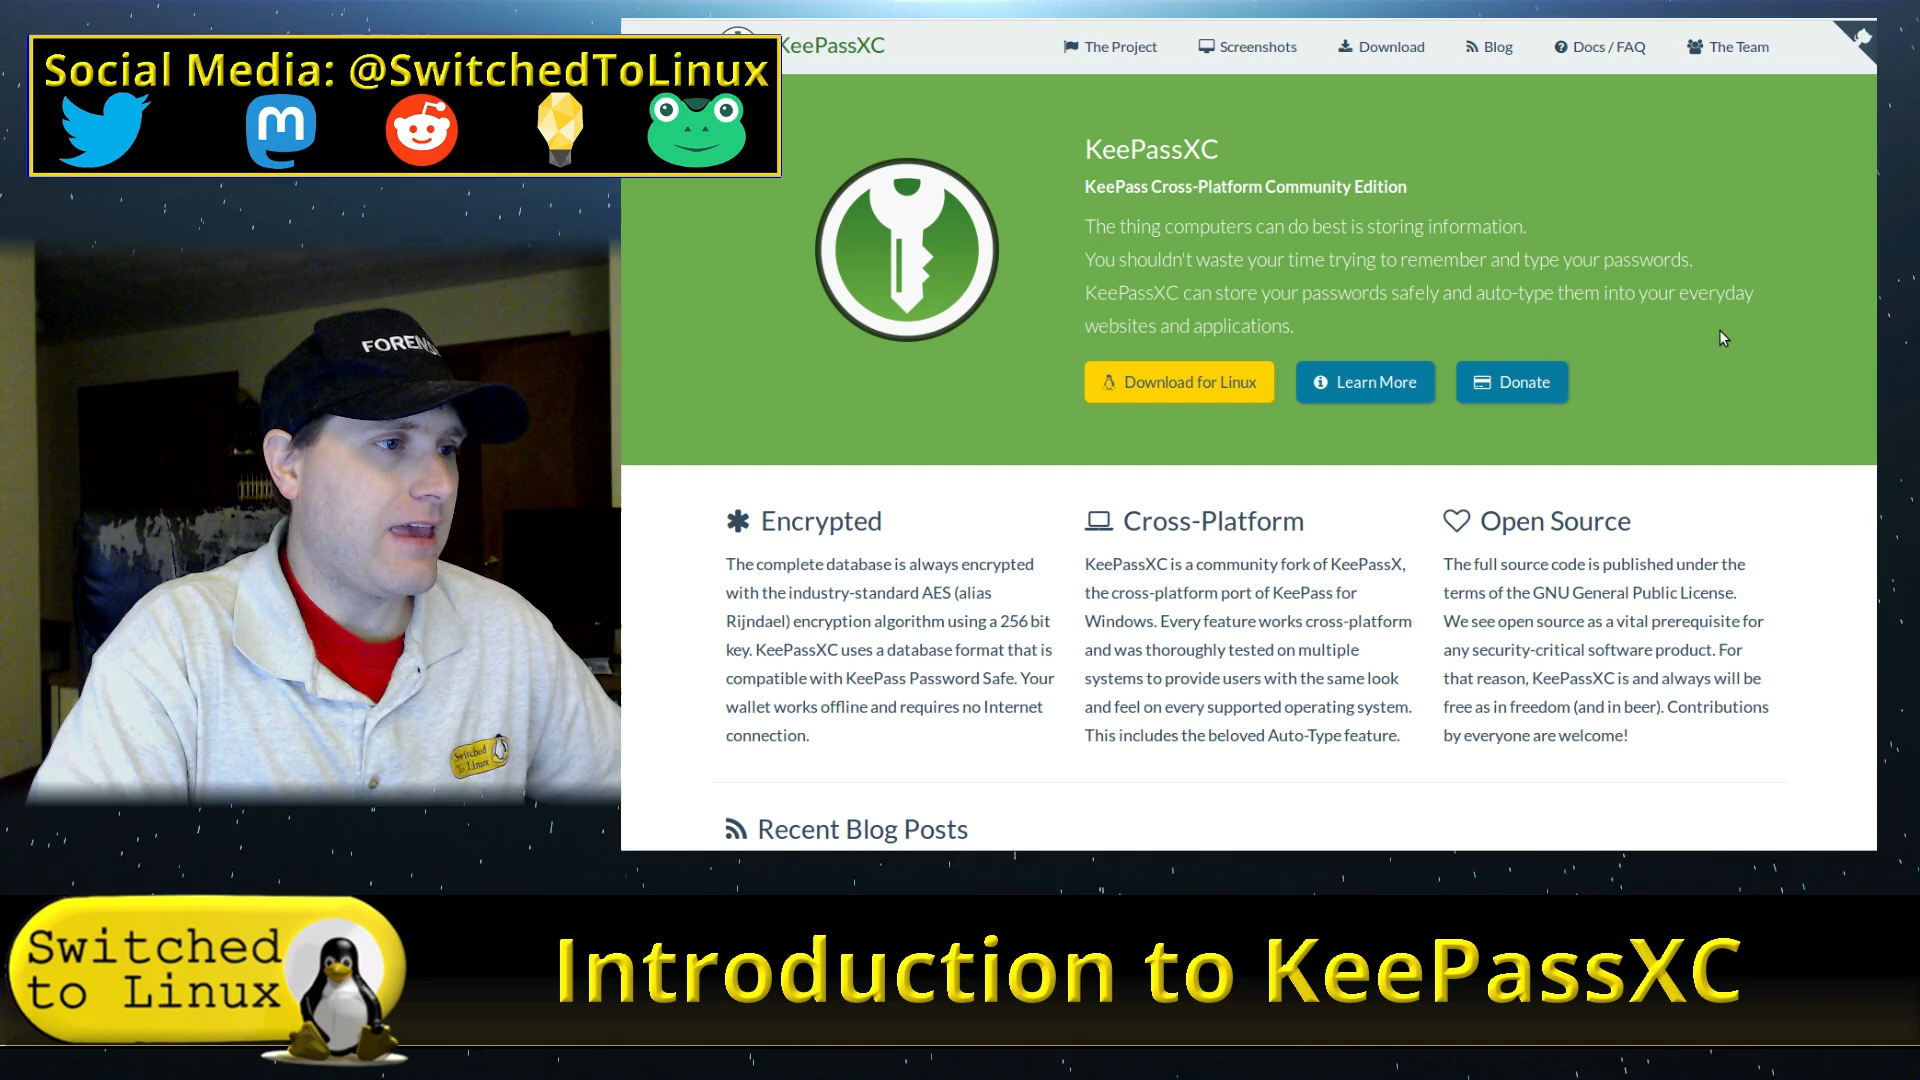 Social Media: @SwitchedToLinux
KeePassXC
The Project
Screenshots
Download
Blog
Docs / FAQ
The Team
KeePassXC
KeePass Cross-Platform Community Edition
The thing computers can do best is storing information.
You shouldn't waste your time trying to remember and type your passwords.
KeePassXC can store your passwords safely and auto-type them into your everyday
websites and applications.
Download for Linux
Learn More
Donate
Encrypted
The complete database is always encrypted
with the industry-standard AES (alias
Rijndael) encryption algorithm using a 256 bit
key. KeePassXC uses a database format that is
compatible with KeePass Password Safe. Your
wallet works offline and requires no Internet
connection.
Cross-Platform
KeePassXC is a community fork of KeePassX,
the cross-platform port of KeePass for
Windows. Every feature works cross-platform
and was thoroughly tested on multiple
systems to provide users with the same look
and feel on every supported operating system.
This includes the beloved Auto-Type feature.
Open Source
The full source code is published under the
terms of the GNU General Public License.
We see open source as a vital prerequisite for
any security-critical software product. For
that reason, KeePassXC is and always will be
free as in freedom (and in beer). Contributions
by everyone are welcome!
Recent Blog Posts
FORENS
Switched
To Linux
Switched
to Linux
Introduction to KeePassXC